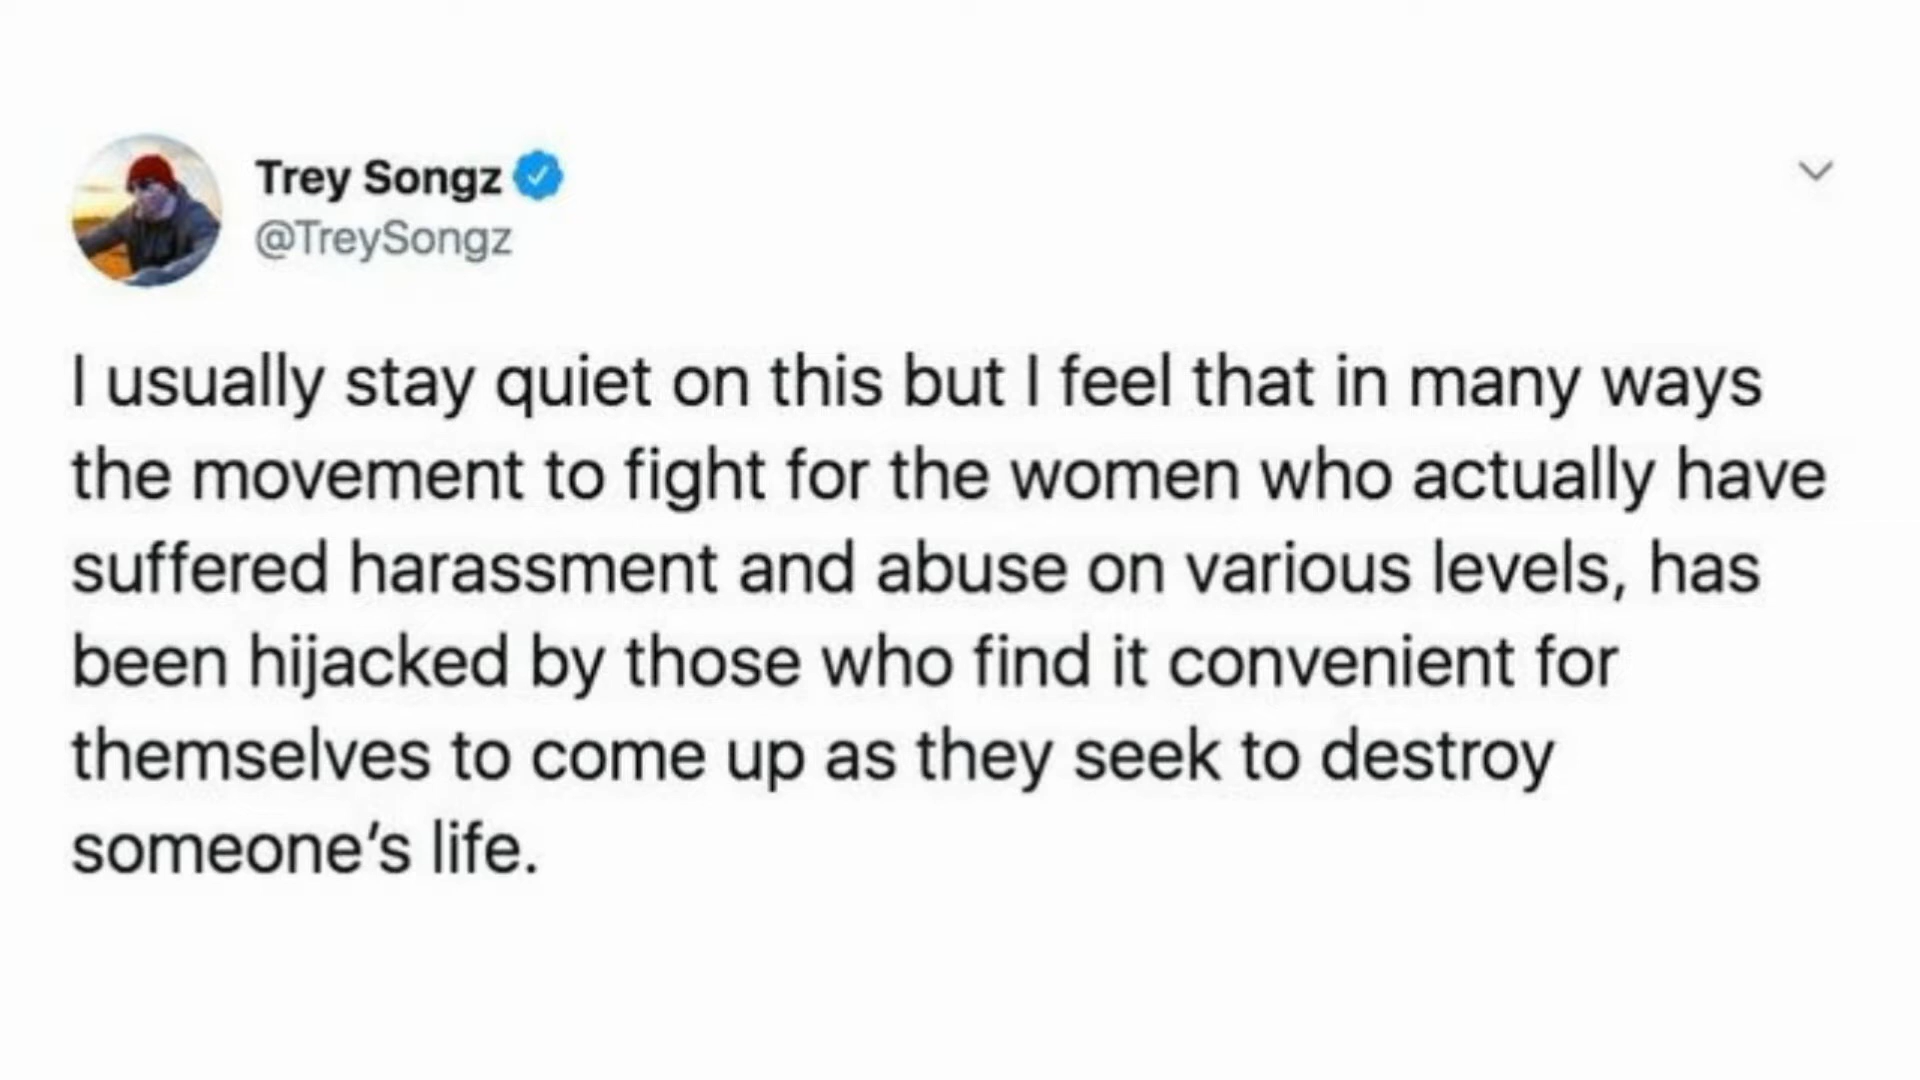 Trey Songz
@TreySongz
I usually stay quiet on this but I feel that in many ways
the movement to fight for the women who actually have
suffered harassment and abuse on various levels, has
been hijacked by those who find it convenient for
themselves to come up as they seek to destroy
someone’s life.